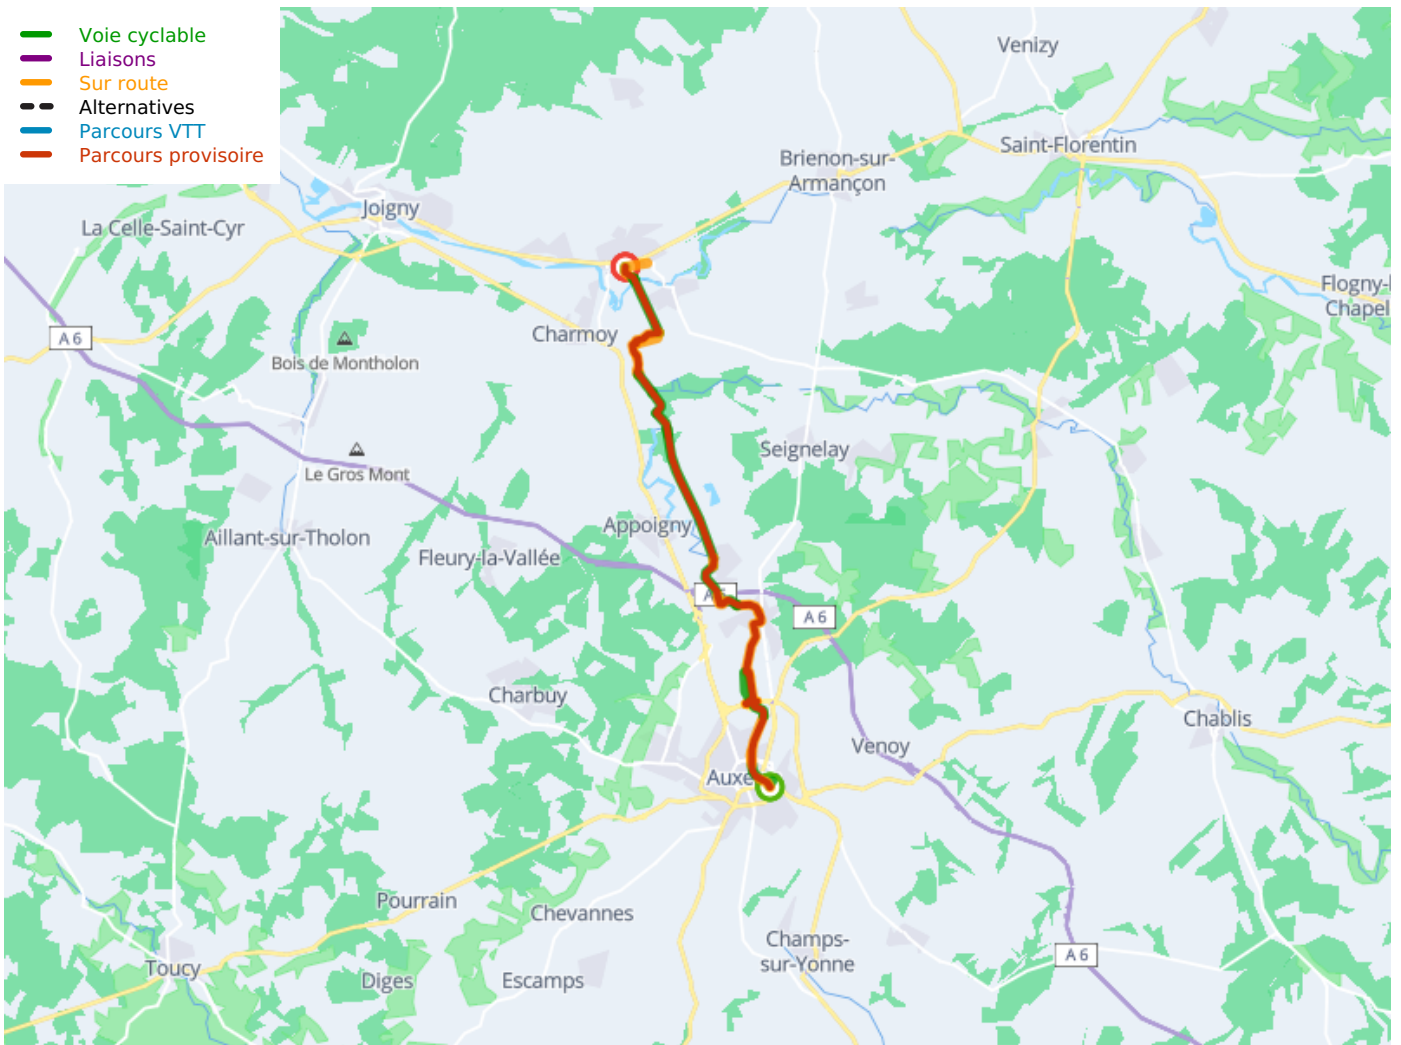 Voie cyclable
Liaisons
Sur route
Alternatives
Parcours VTT
Parcours provisoire
Venizy
Saint-Florentin
Brienon-sur-
Armançon
Joigny
La Celle-Saint-Cyr
Flogny-l
Chapel
A 6
Charmoy
Bois de Montholon
Seignelay
Le Gros Mont
Appoigny
Aillant-sur-Tholon
Fleury-la-Vallée
A 6
Charbuy
Chablis
Venoy
Auxe
Pourrain
Chevannes
Champs-
sur-Yonne
A 6
Toucy
Diges
Escamps